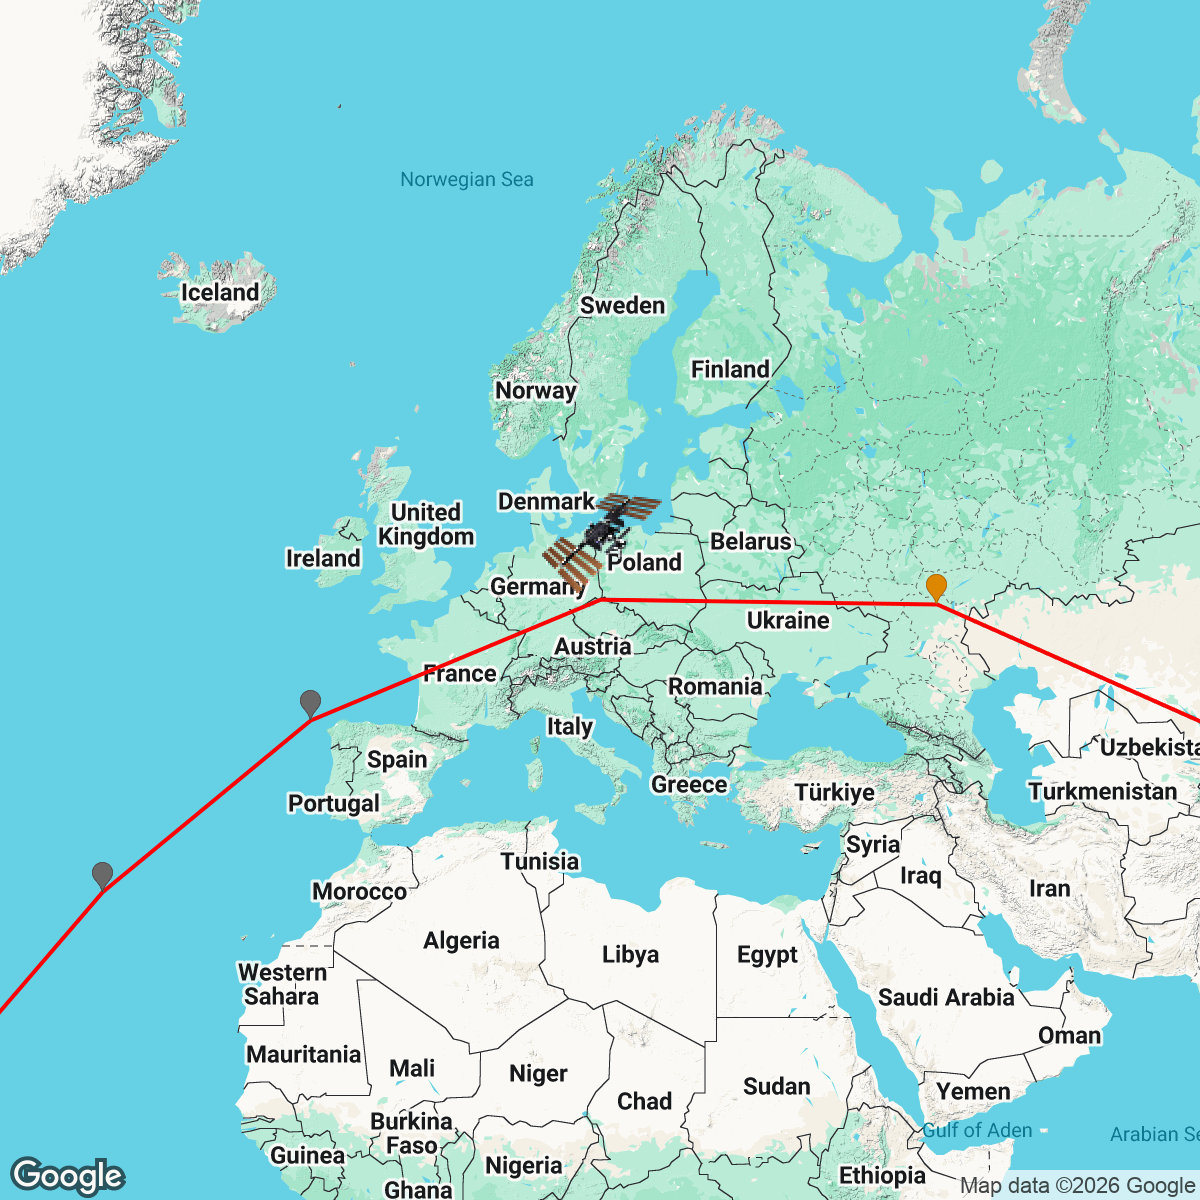 Norwegian Sea
Iceland
Sweden
Finland
Norway
Denmark
United
Kingdom
Ireland
Belarus
Poland
Germany
Ukraine
Austria
France
Romania
Italy
Spain
Uzbekista
Greece
Türkiye
Turkmenistan
Portugal
Syria
Tunisia
Iraq
Iran
Morocco
Algeria
Libya
Egypt
Western
Sahara
Saudi Arabia
Oman
Mauritania
Mali
Niger
Sudan
Yemen
Chad
Burkina
Faso
Gulf of Aden
Arabian Se
Guinea
Nigeria
Ethiopia
Ghana
Google
Map data ©2026 Google